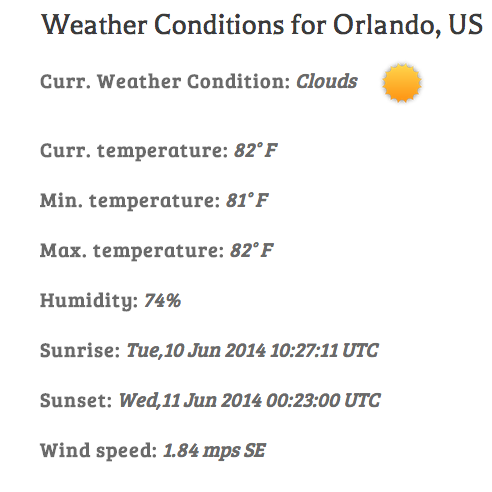 Weather Conditions for Orlando, US
Curr. Weather Condition: Clouds
Curr. temperature: 82° F
Min. temperature: 81° F
Max. temperature: 82° F
Humidity: 74%
Sunrise: Tue,10 Jun 2014 10:27:11 UTC
Sunset: Wed,11 Jun 2014 00:23:00 UTC
Wind speed: 1.84 mps SE